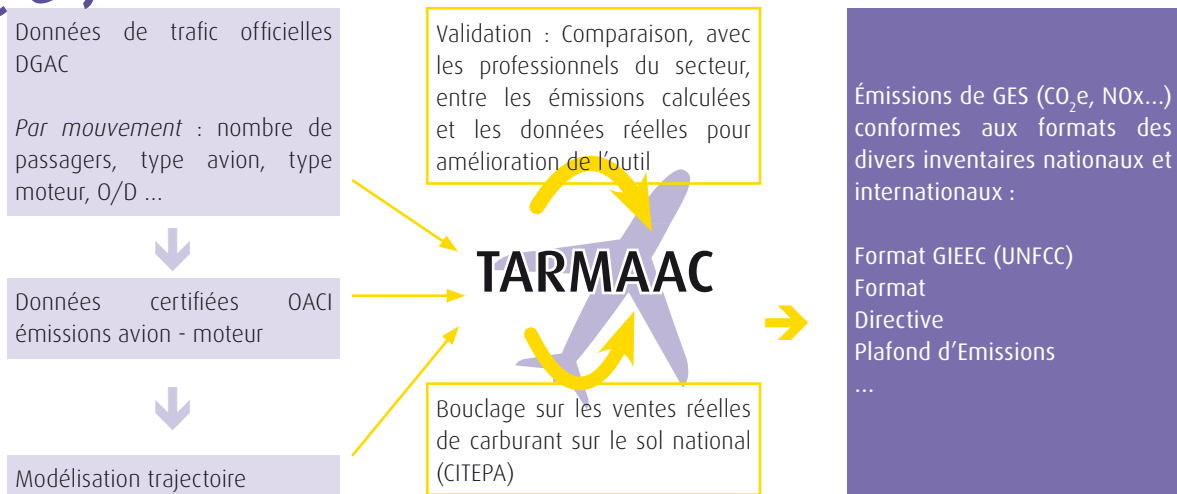 Données de trafic officielles
DGAC
Par mouvement : nombre de
passagers, type avion, type
moteur, O/D ...
Données certifiées OACI
émissions avion - moteur
Modélisation trajectoire
Validation : Comparaison, avec
les professionnels du secteur,
entre les émissions calculées
et les données réelles pour
amélioration de l'outil
TARMAAC
Bouclage sur les ventes réelles
de carburant sur le sol national
(CITEPA)
Émissions de GES (CO₂e, NOx...)
conformes aux formats des
divers inventaires nationaux et
internationaux :
Format GIEEC (UNFCC)
Format
Directive
Plafond d'Emissions
...